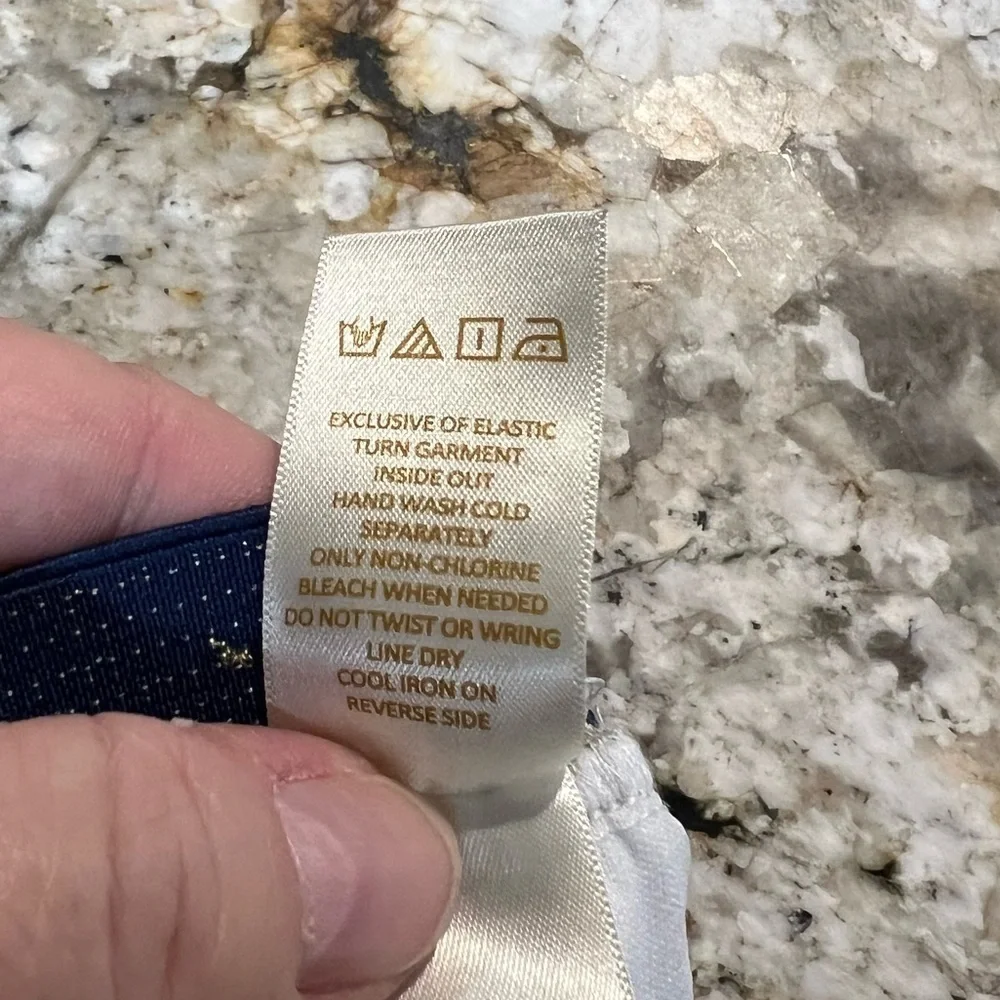 EXCLUSIVE OF ELASTIC
TURN GARMENT
INSIDE OUT
HAND WASH COLD
SEPARATELY
ONLY NON-CHLORINE
BLEACH WHEN NEEDED
DO NOT TWIST OR WRING
LINE DRY
COOL IRON ON
REVERSE SIDE